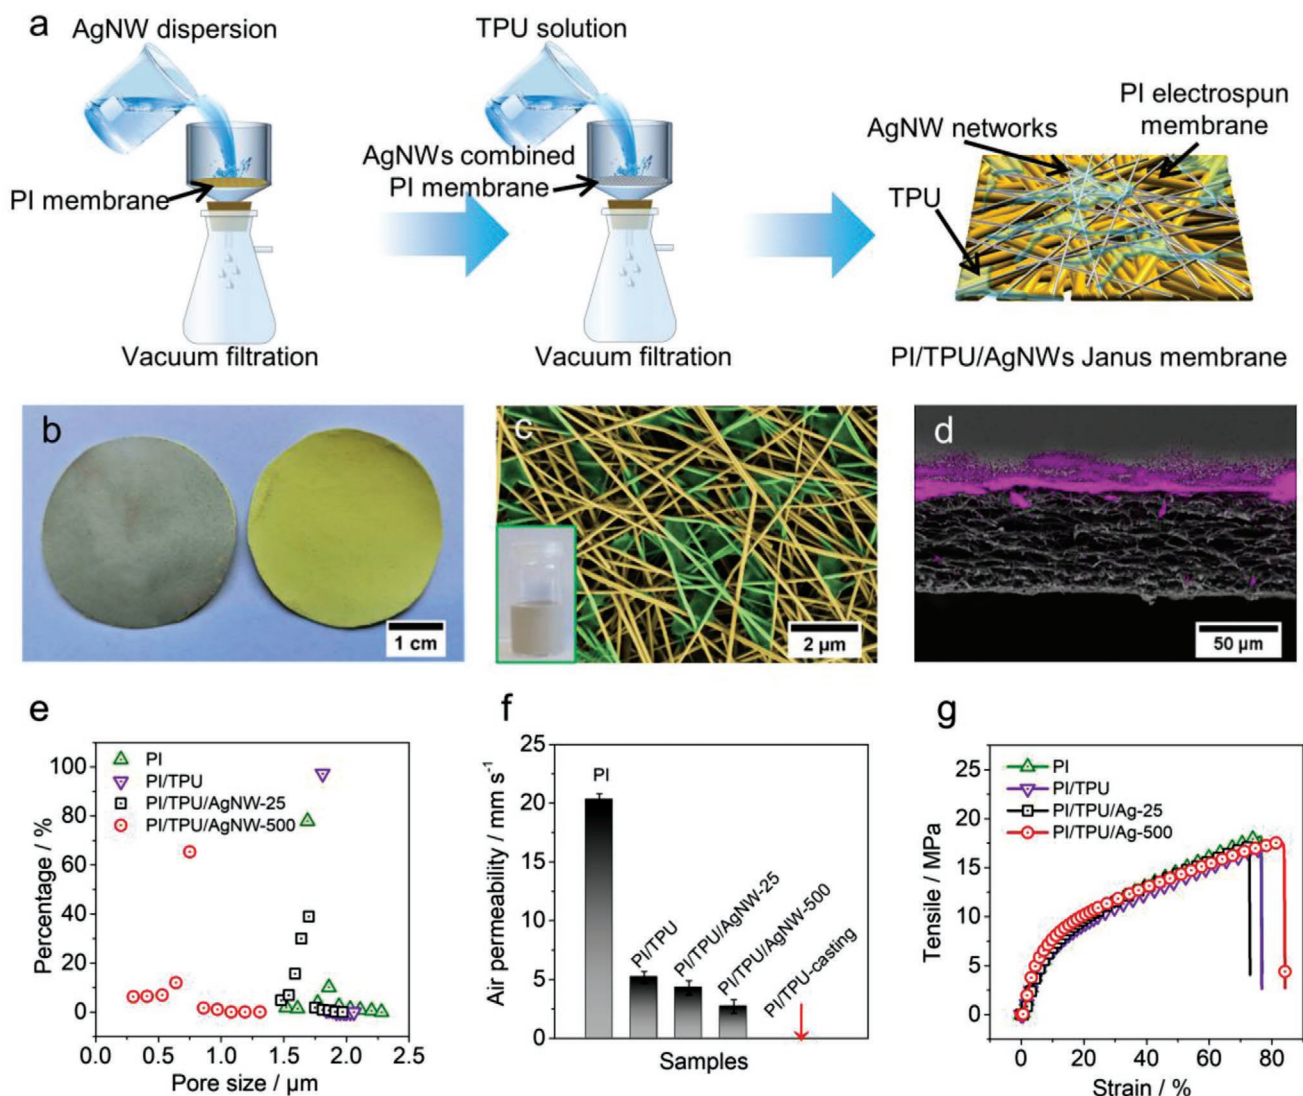 a
AgNW dispersion
TPU solution
PI electrospun
membrane
AgNW networks
AgNWs combined
PI membrane
PI membrane
TPU
Vacuum filtration
Vacuum filtration
PI/TPU/AgNWs Janus membrane
b
1 cm
c
2 µm
d
50 µm
e
PI
PI/TPU
PI/TPU/AgNW-25
PI/TPU/AgNW-500
100
80
60
40
20
0
Percentage / %
0.0 0.5 1.0 1.5 2.0 2.5
Pore size / µm
f
25
20
15
10
5
0
Air permeability / mm s-1
PI
PI/TPU
PI/TPU/AgNW-25
PI/TPU/AgNW-500
PI/TPU-casting
Samples
g
PI
PI/TPU
PI/TPU/Ag-25
PI/TPU/Ag-500
25
20
15
10
5
0
Tensile / MPa
0 20 40 60 80
Strain / %